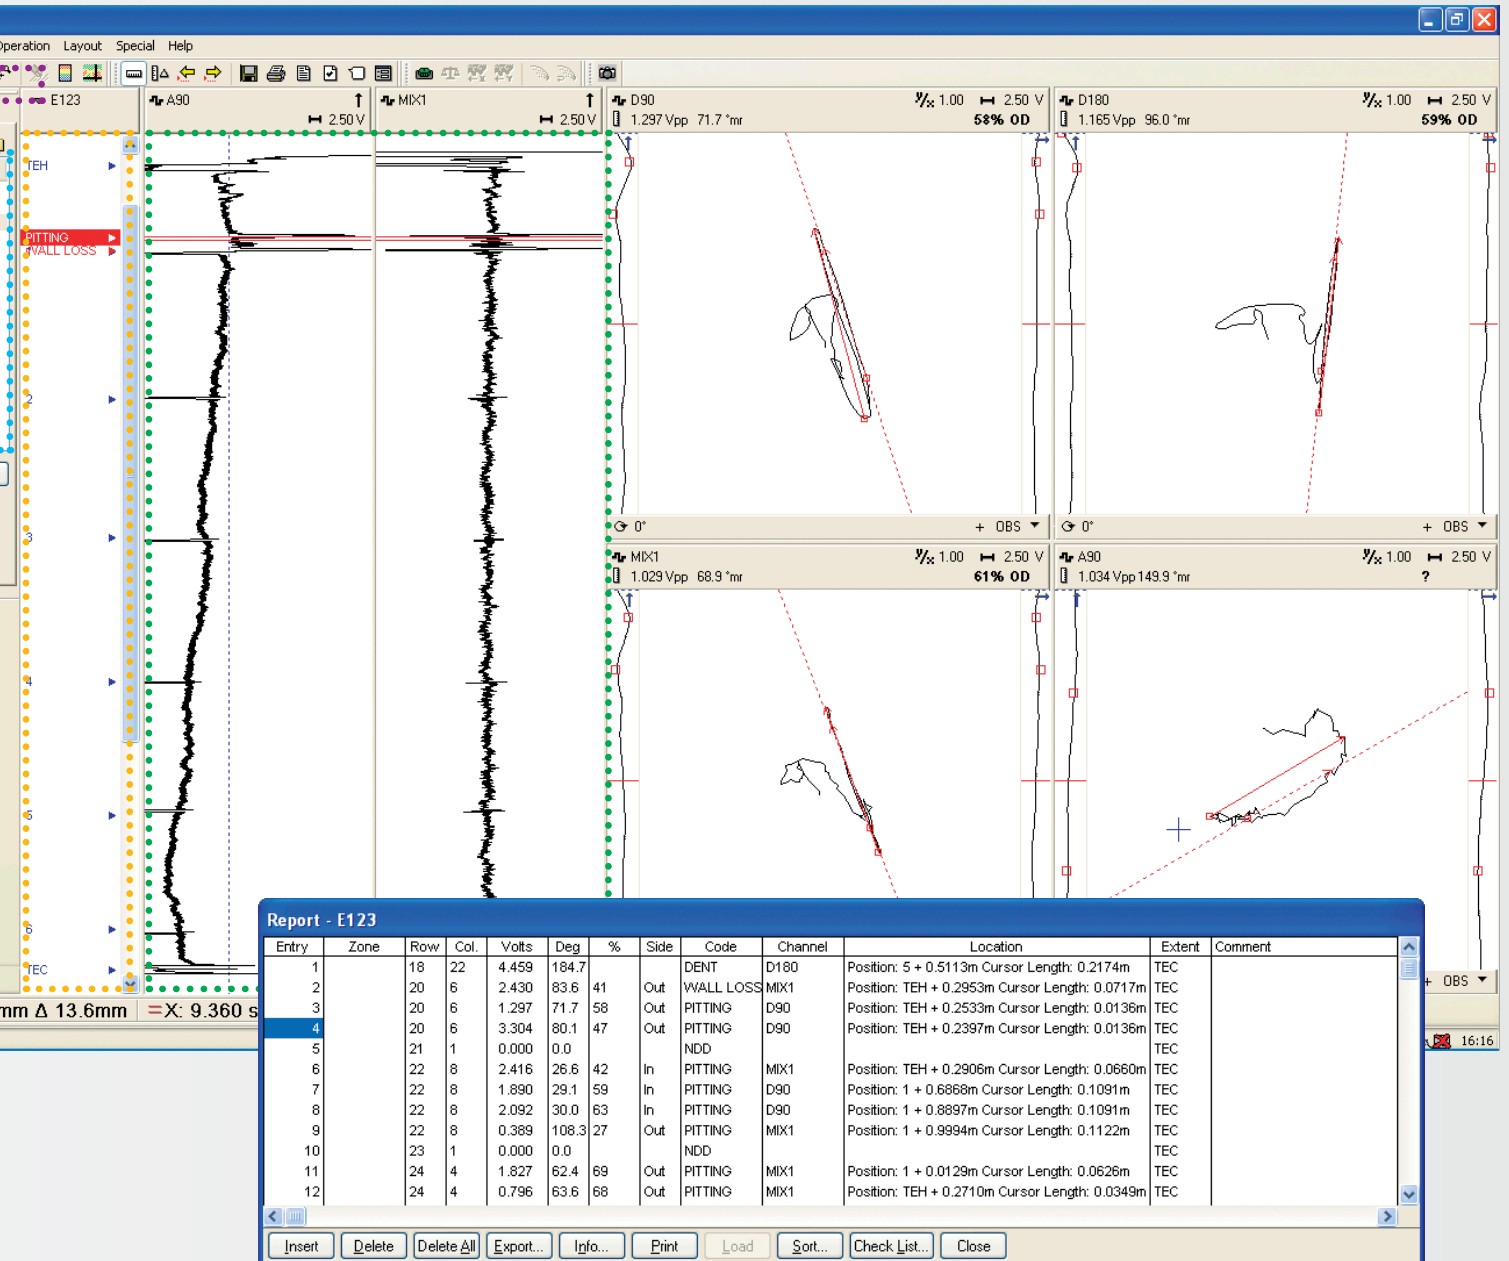 Operation Layout Special Help
E123
A90
2.50 V
MIX1
2.50 V
D90
y/x 1.00 2.50 V
1.297 Vpp 71.7 °mr 58% OD
D180
y/x 1.00 2.50 V
1.165 Vpp 96.0 °mr 59% OD
TEH
PITTING
WALL LOSS
2
3
4
5
6
TEC
0° + OBS
0° + OBS
MIX1
y/x 1.00 2.50 V
1.029 Vpp 68.9 °mr 61% OD
A90
y/x 1.00 2.50 V
1.034 Vpp 149.9 °mr ?
+ OBS
mm Δ 13.6mm =X: 9.360 s
16:16
Report - E123
Entry Zone Row Col. Volts Deg % Side Code Channel Location Extent Comment
1 18 22 4.459 184.7 DENT D180 Position: 5 + 0.5113m Cursor Length: 0.2174m TEC
2 20 6 2.430 83.6 41 Out WALL LOSS MIX1 Position: TEH + 0.2953m Cursor Length: 0.0717m TEC
3 20 6 1.297 71.7 58 Out PITTING D90 Position: TEH + 0.2533m Cursor Length: 0.0136m TEC
4 20 6 3.304 80.1 47 Out PITTING D90 Position: TEH + 0.2397m Cursor Length: 0.0136m TEC
5 21 1 0.000 0.0 NDD TEC
6 22 8 2.416 26.6 42 In PITTING MIX1 Position: TEH + 0.2906m Cursor Length: 0.0660m TEC
7 22 8 1.890 29.1 59 In PITTING D90 Position: 1 + 0.6868m Cursor Length: 0.1091m TEC
8 22 8 2.092 30.0 63 In PITTING D90 Position: 1 + 0.8897m Cursor Length: 0.1091m TEC
9 22 8 0.389 108.3 27 Out PITTING MIX1 Position: 1 + 0.9994m Cursor Length: 0.1122m TEC
10 23 1 0.000 0.0 NDD TEC
11 24 4 1.827 62.4 69 Out PITTING MIX1 Position: 1 + 0.0129m Cursor Length: 0.0626m TEC
12 24 4 0.796 63.6 68 Out PITTING MIX1 Position: TEH + 0.2710m Cursor Length: 0.0349m TEC
Insert Delete Delete All Export... Info... Print Load Sort... Check List... Close